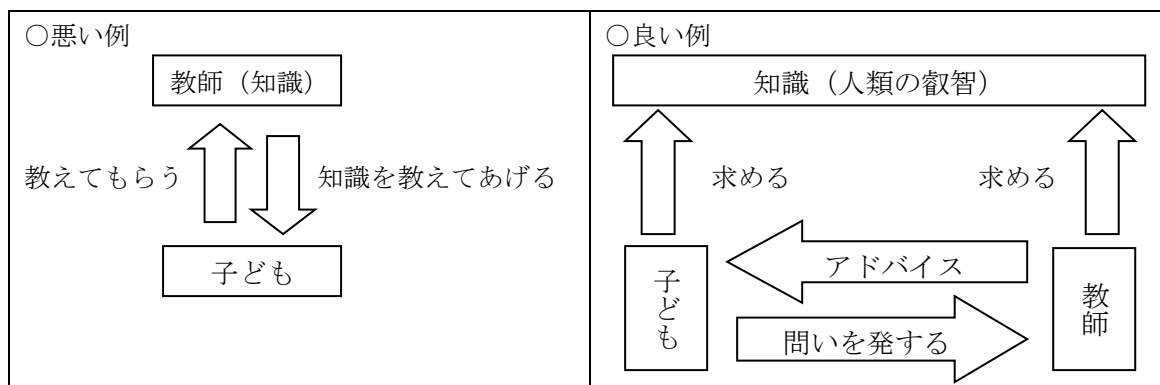 ○悪い例
教師（知識）
教えてもらう
知識を教えてあげる
子ども
○良い例
知識（人類の叡智）
求める
求める
子ども
アドバイス
問いを発する
教師